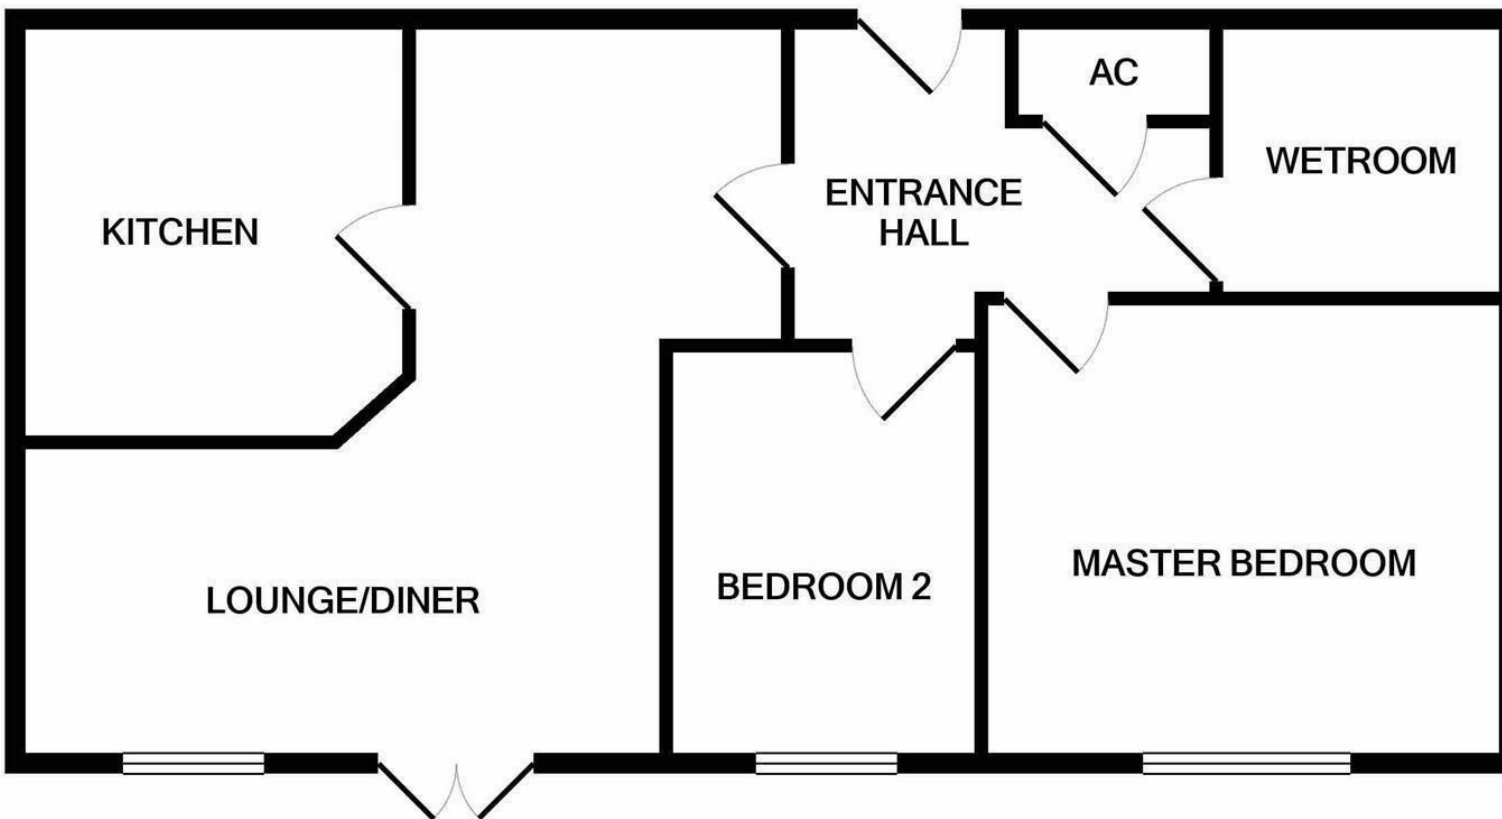 AC
WETROOM
ENTRANCE
HALL
KITCHEN
MASTER BEDROOM
BEDROOM 2
LOUNGE/DINER